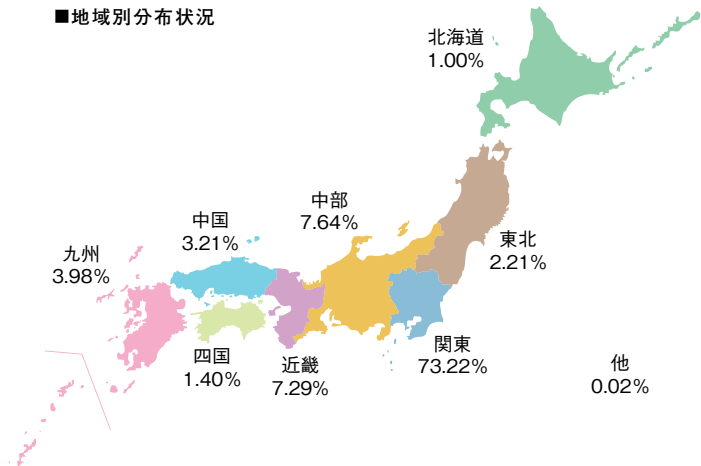 ■地域別分布状況
北海道
1.00%
中部
7.64%
中国
3.21%
東北
2.21%
九州
3.98%
関東
73.22%
四国
1.40%
近畿
7.29%
他
0.02%